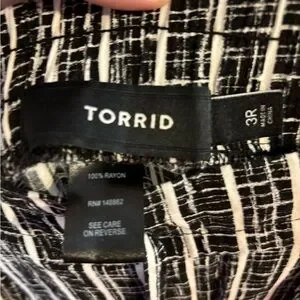 TORRID
3R
MADE IN
CHINA
100% RAYON
RN# 148882
SEE CARE
ON REVERSE